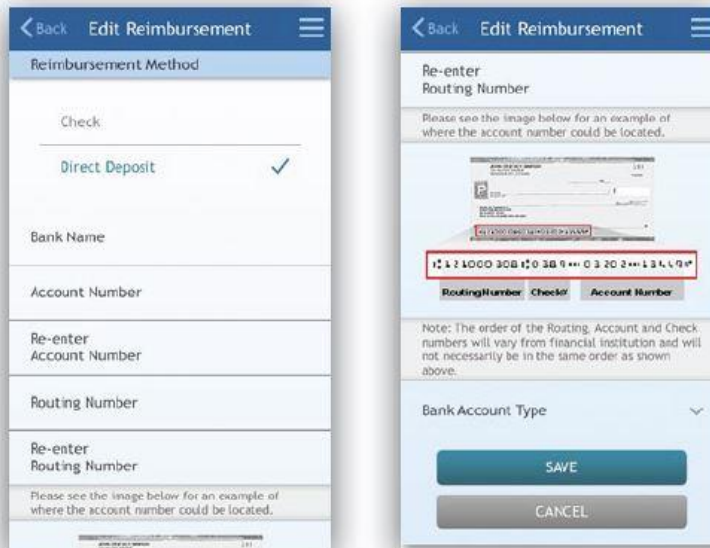 Back Edit Reimbursement
Reimbursement Method
Check
Direct Deposit
Bank Name
Account Number
Re-enter
Account Number
Routing Number
Re-enter
Routing Number
Please see the image below for an example of
where the account number could be located.
Back Edit Reimbursement
Re-enter
Routing Number
Please see the image below for an example of
where the account number could be located.
P
Routing Number Check# Account Number
Note: The order of the Routing, Account and Check
numbers will vary from financial institution and will
not necessarily be in the same order as shown
above.
Bank Account Type
SAVE
CANCEL